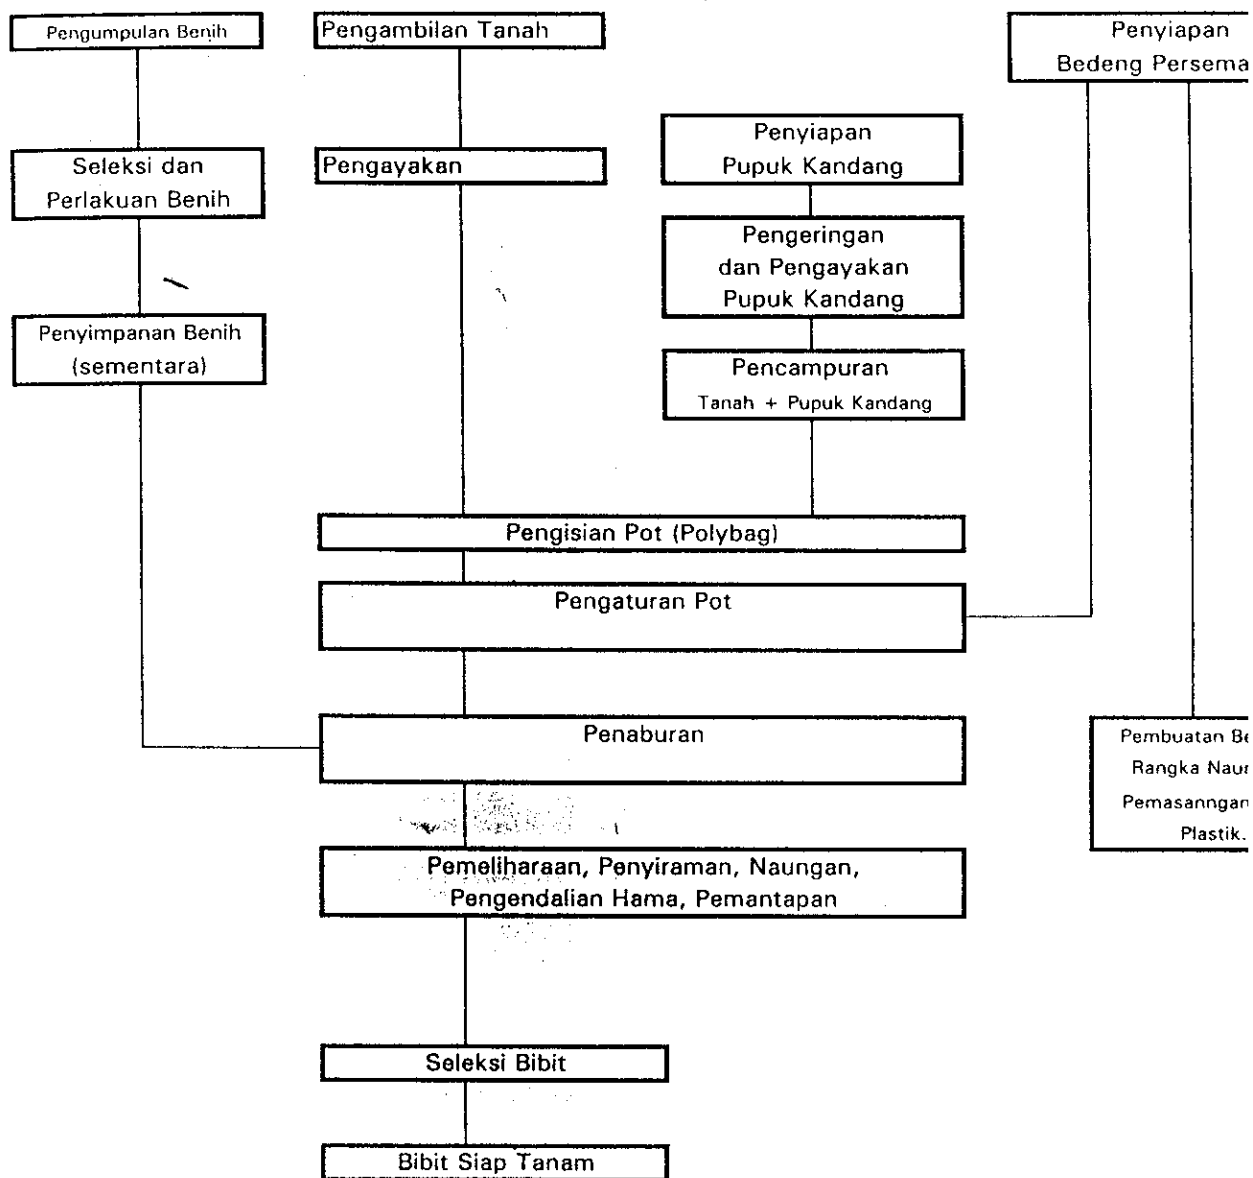 Pengumpulan Benih
Pengambilan Tanah
Penyiapan
Bedeng
Seleksi dan
Perlakuan Benih
Pengayakan
Penyiapan
Pupuk Kandang
Pengeringan
dan Pengayakan
Pupuk Kandang
Penyimpanan Benih
(sementara)
Pencampuran
Tanah + Pupuk Kandang
Pengisian Pot (Polybag)
Pengaturan Pot
Penaburan
Pembuatan
Rangka
Plastik.
Pemeliharaan, Penyiraman, Naungan,
Pengendalian Hama, Pemantapan
Seleksi Bibit
Bibit Siap Tanam